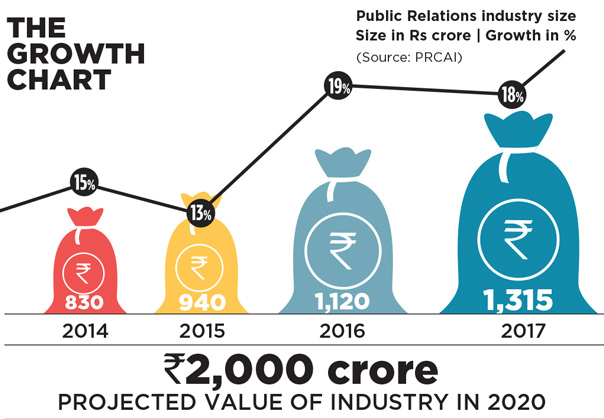 THE
GROWTH
CHART
Public Relations industry size
Size in Rs crore | Growth in %
(Source: PRCAI)
15%
13%
19%
18%
₹
₹
₹
₹
830
940
1,120
1,315
2014
2015
2016
2017
₹2,000 crore
PROJECTED VALUE OF INDUSTRY IN 2020